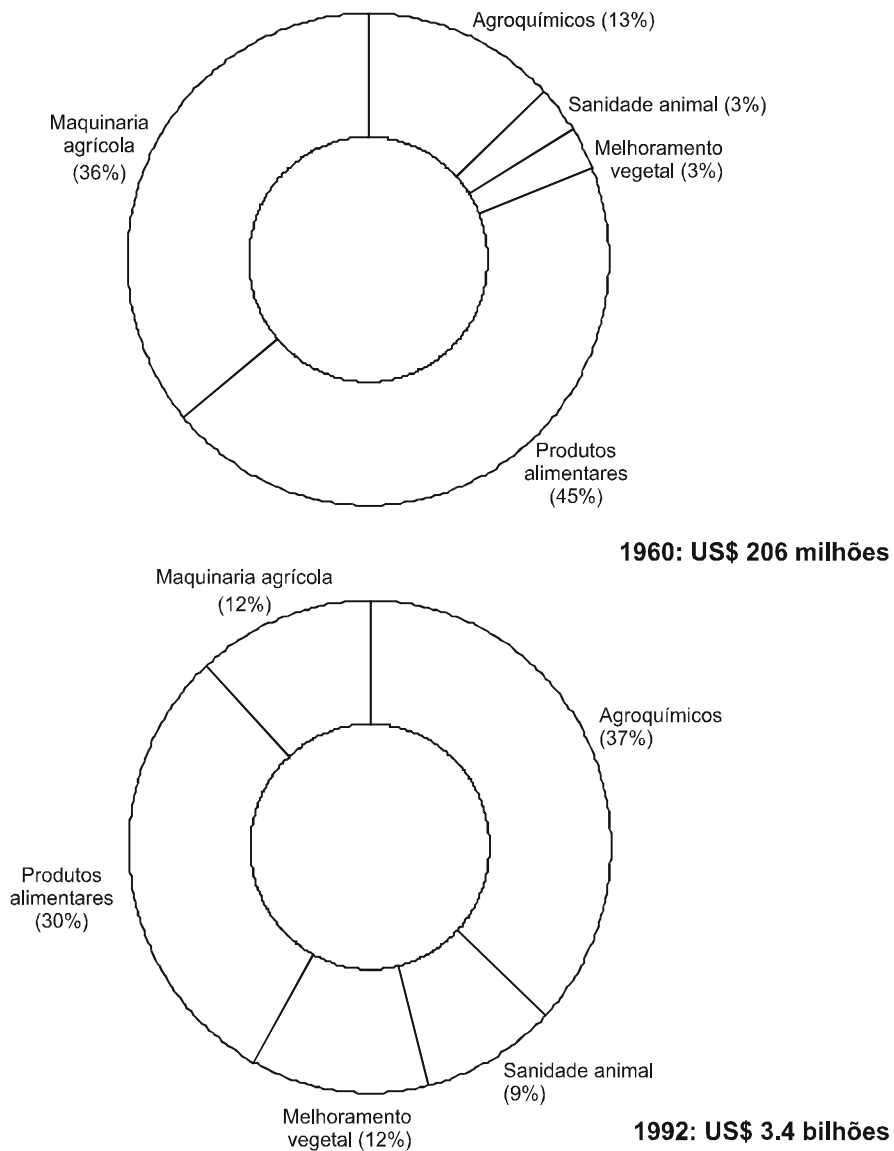 Agroquímicos (13%)
Sanidade animal (3%)
Melhoramento
vegetal (3%)
Maquinaria
agrícola
(36%)
Produtos
alimentares
(45%)
1960: US$ 206 milhões
Maquinaria agrícola
(12%)
Agroquímicos
(37%)
Produtos
alimentares
(30%)
Sanidade animal
(9%)
Melhoramento
vegetal (12%)
1992: US$ 3.4 bilhões